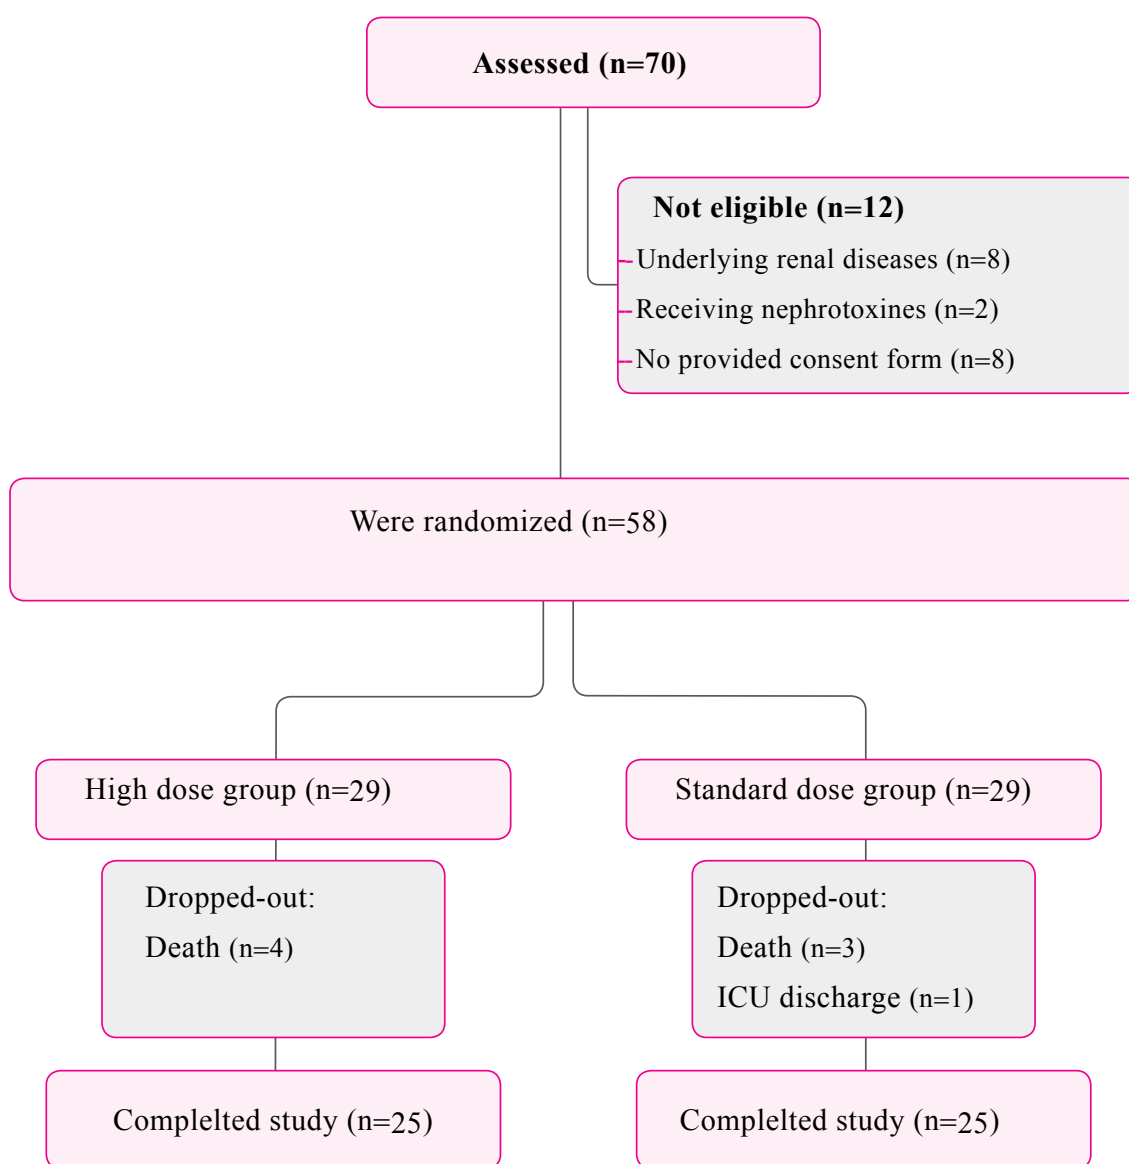 Assessed (n=70)
Not eligible (n=12)
Underlying renal diseases (n=8)
Receiving nephrotoxines (n=2)
No provided consent form (n=8)
Were randomized (n=58)
High dose group (n=29)
Standard dose group (n=29)
Dropped-out:
Death (n=4)
Dropped-out:
Death (n=3)
ICU discharge (n=1)
Complelted study (n=25)
Complelted study (n=25)